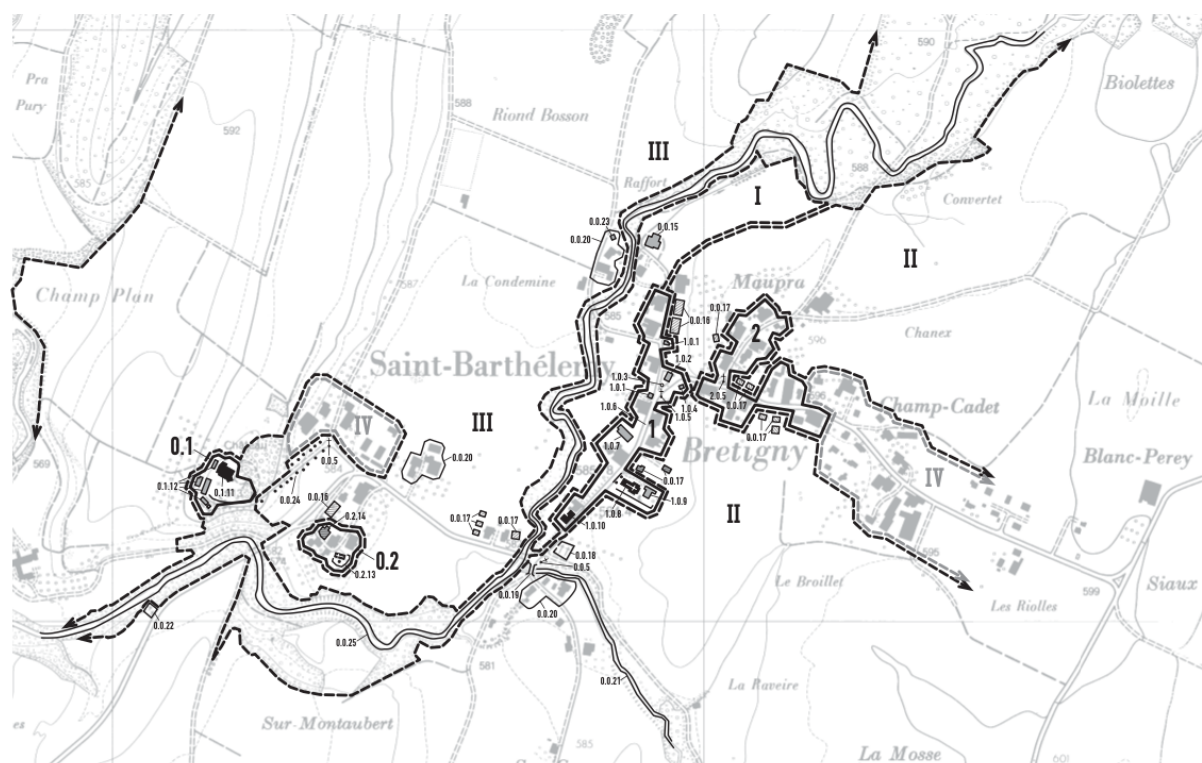 590
Pra
Pury
Biolettes
588
Riond Bosson
592
585
III
588
Raffort
I
Convertet
0.0.23
0.0.15
0.0.20
II
La Condemine
587
Maupra
Champ Plan
585
0.0.17
0.0.16
596
Chanex
1.0.1
2
1.0.2
Saint-Barthélemy
1.0.3
1.0.1
2.0.5
0.0.17
596
1.0.4
1.0.5
Champ-Cadet
La Moille
1.0.6
IV
III
1
0.0.17
0.1
1.0.7
Bretigny
Blanc-Perey
569
0.0.5
0.0.20
585
IV
0.1.12
0.1.11
0.0.17
0.0.24
1.0.9
0.0.16
1.0.8
II
0.2.14
0.0.17
0.0.17
1.0.10
0.2
0.0.18
595
0.2.13
0.0.5
Le Broillet
Siaux
0.0.19
599
0.0.22
0.0.20
Les Riolles
0.0.25
581
0.0.21
La Raveire
Sur Montaubert
585
La Mosse
601